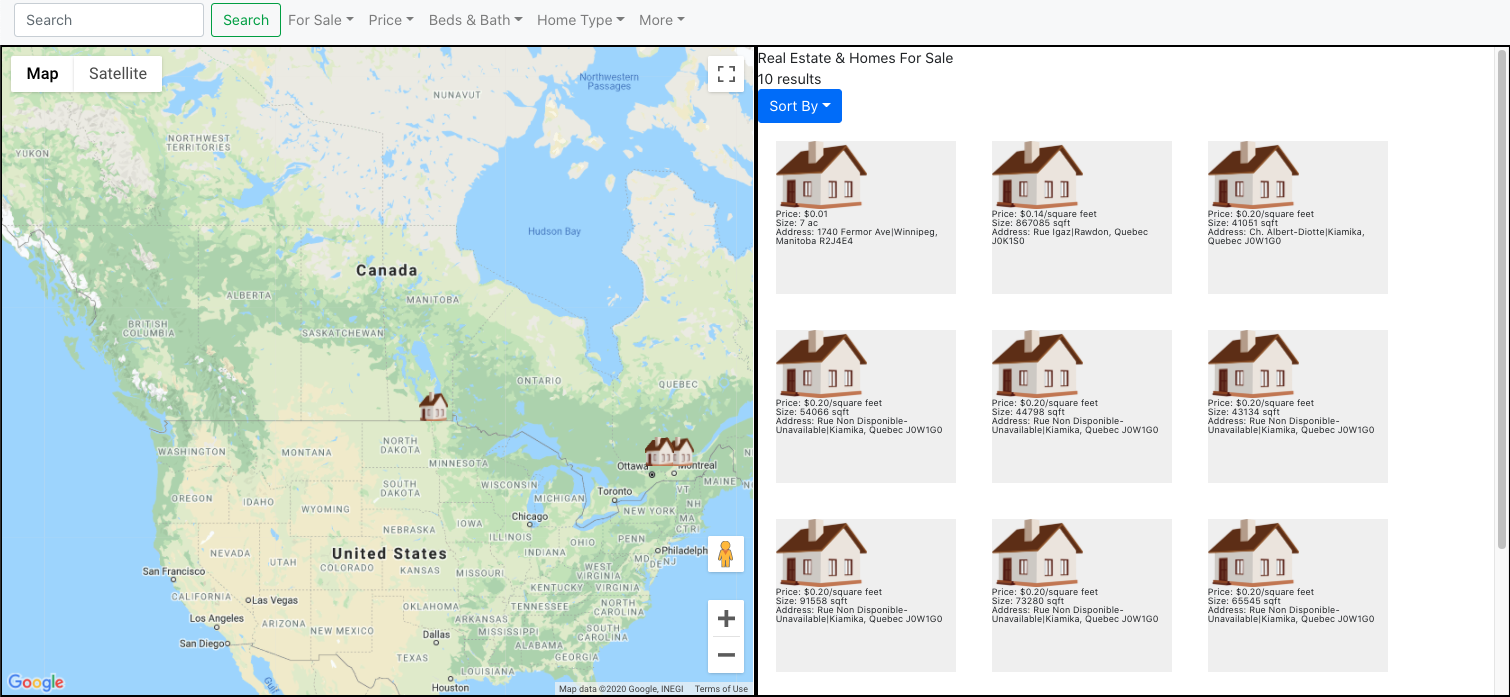 Search
Search
For Sale
Price
Beds & Bath
Home Type
More
Map
Satellite
Northwestern
Passages
NUNAVUT
NORTHWEST
TERRITORIES
YUKON
Hudson Bay
Canada
ALBERTA
MANITOBA
BRITISH
COLUMBIA
SASKATCHEWAN
ONTARIO
QUEBEC
WASHINGTON
MONTANA
NORTH
DAKOTA
MINNESOTA
Ottawa
Montreal
MAINE
OREGON
IDAHO
WYOMING
SOUTH
DAKOTA
WISCONSIN
MICHIGAN
Toronto
VT
NH
NEW YORK
MA
CT RI
NEBRASKA
IOWA
Chicago
ILLINOIS
INDIANA
OHIO
PENN
Philadelph
NEVADA
UTAH
COLORADO
United States
KANSAS
MISSOURI
WEST
VIRGINIA
MD
DE
NJ
San Francisco
CALIFORNIA
Las Vegas
KENTUCKY
VIRGINIA
Los Angeles
ARIZONA
NEW MEXICO
OKLAHOMA
ARKANSAS
TENNESSEE
NORTH
CAROLINA
San Diego
Dallas
MISSISSIPPI
SOUTH
CAROLINA
ALABAMA
GEORGIA
TEXAS
LOUISIANA
Houston
Gulf
Google
Map data ©2020 Google, INEGI
Terms of Use
Real Estate & Homes For Sale
10 results
Sort By
Price: $0.01
Size: 7 ac
Address: 1740 Fermor Ave|Winnipeg,
Manitoba R2J4E4
Price: $0.14/square feet
Size: 867085 sqft
Address: Rue Igaz|Rawdon, Quebec
J0K1S0
Price: $0.20/square feet
Size: 41051 sqft
Address: Ch. Albert-Diotte|Kiamika,
Quebec J0W1G0
Price: $0.20/square feet
Size: 54066 sqft
Address: Rue Non Disponible-
Unavailable|Kiamika, Quebec J0W1G0
Price: $0.20/square feet
Size: 44798 sqft
Address: Rue Non Disponible-
Unavailable|Kiamika, Quebec J0W1G0
Price: $0.20/square feet
Size: 43134 sqft
Address: Rue Non Disponible-
Unavailable|Kiamika, Quebec J0W1G0
Price: $0.20/square feet
Size: 91558 sqft
Address: Rue Non Disponible-
Unavailable|Kiamika, Quebec J0W1G0
Price: $0.20/square feet
Size: 73280 sqft
Address: Rue Non Disponible-
Unavailable|Kiamika, Quebec J0W1G0
Price: $0.20/square feet
Size: 65545 sqft
Address: Rue Non Disponible-
Unavailable|Kiamika, Quebec J0W1G0